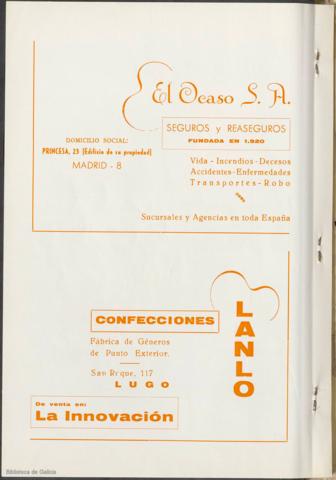 El Ocaso S. A.
SEGUROS y REASEGUROS
FUNDADA EN 1.920
DOMICILIO SOCIAL:
PRINCESA, 23 (Edificio de su propiedad)
MADRID - 8
Vida - Incendios - Decesos
Accidentes - Enfermedades
Transportes - Robo
Sucursales y Agencias en toda España
CONFECCIONES
LANLO
Fábrica de Géneros
de Punto Exterior.
San Roque, 117
LUGO
De venta en:
La Innovación
Biblioteca de Galicia